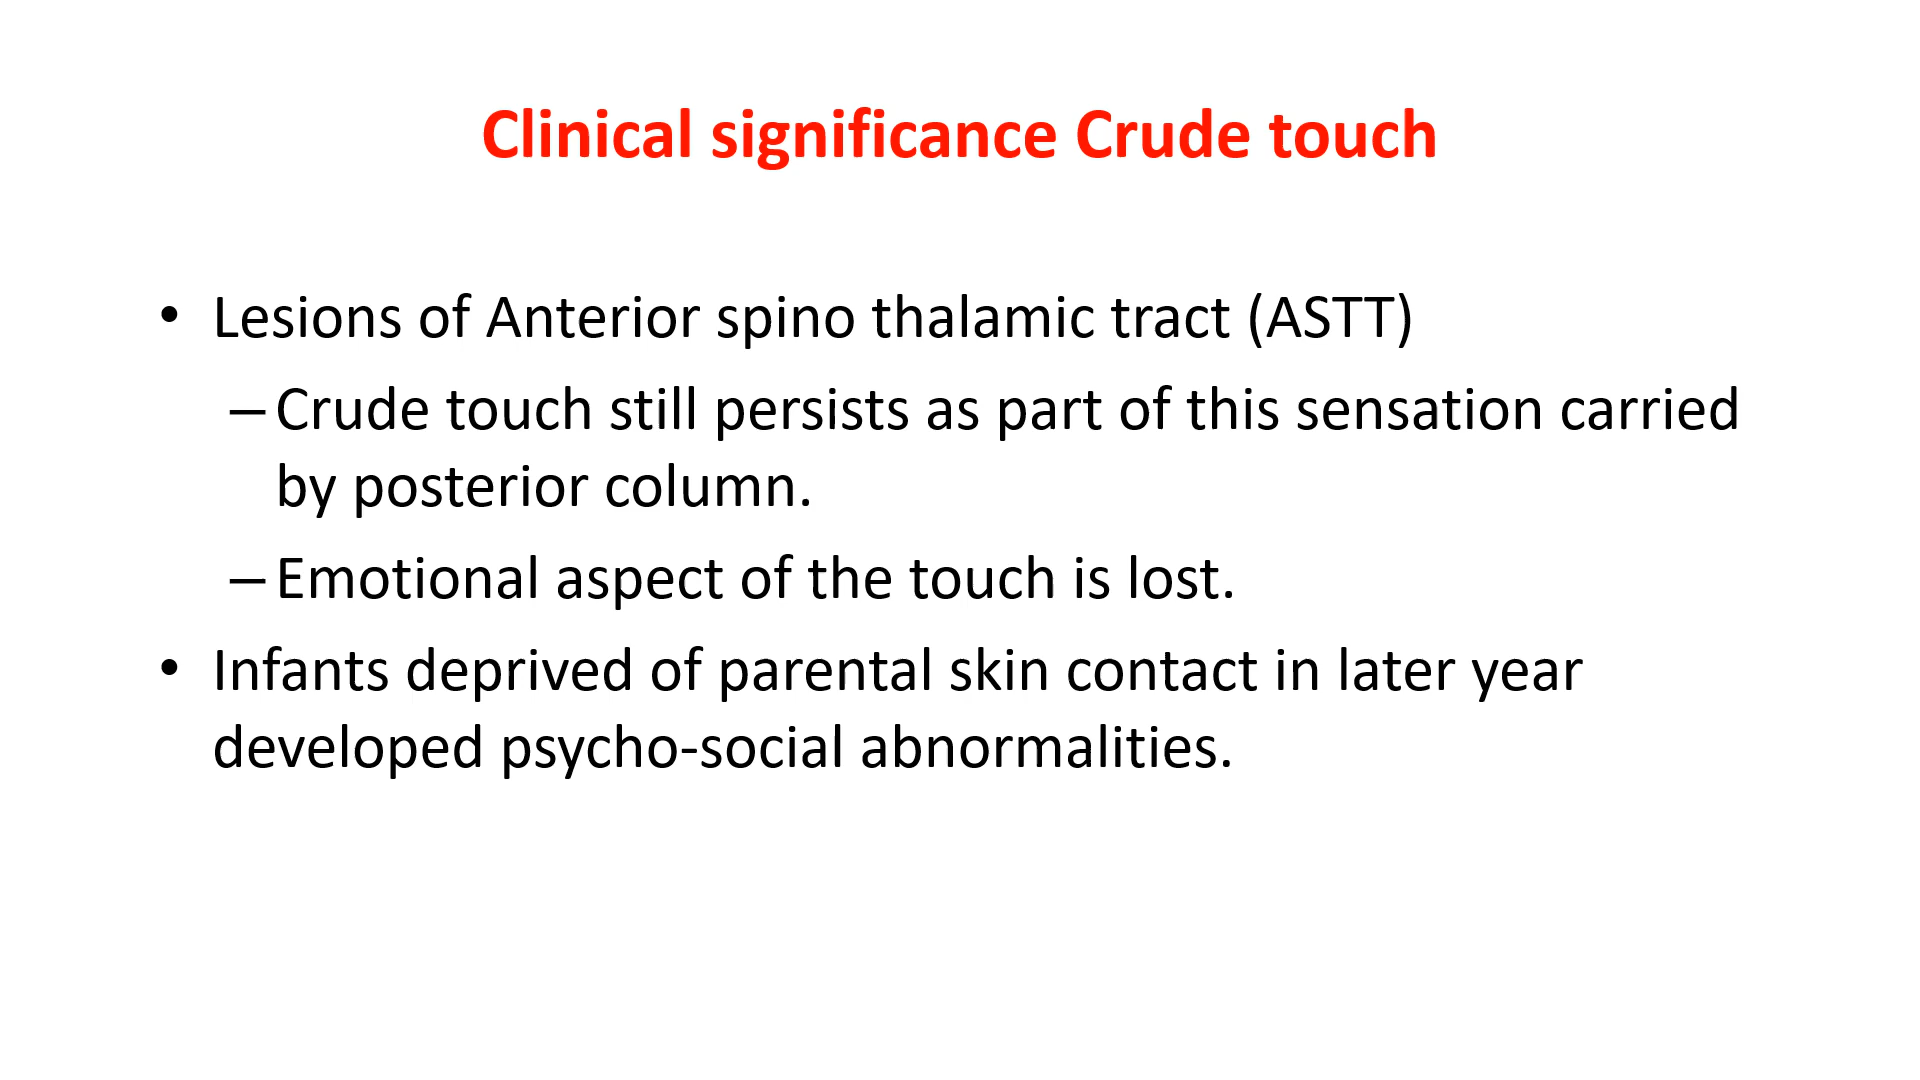 Clinical significance Crude touch
• Lesions of Anterior spino thalamic tract (ASTT)
– Crude touch still persists as part of this sensation carried
by posterior column.
– Emotional aspect of the touch is lost.
• Infants deprived of parental skin contact in later year
developed psycho-social abnormalities.